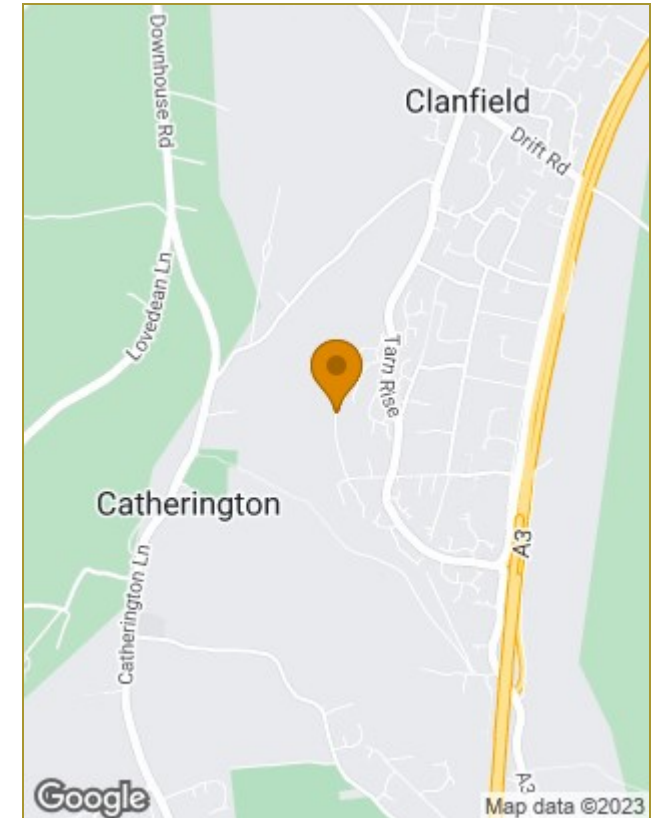 Downhouse Rd
Clanfield
Drift Rd
Lovedean Ln
Tarn Rise
Catherington
A3
Catherington Ln
A3
Google
Map data ©2023